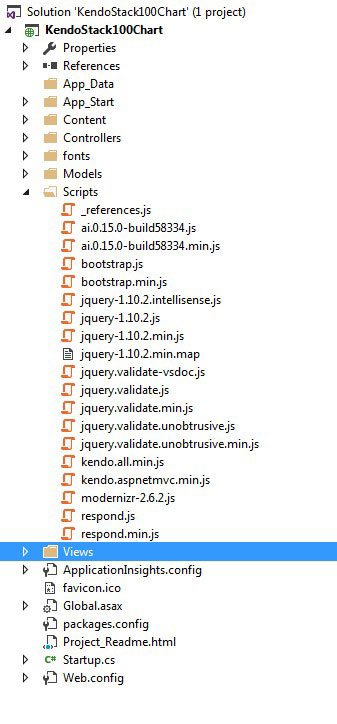 Solution 'KendoStack100Chart' (1 project)
KendoStack100Chart
Properties
References
App_Data
App_Start
Content
Controllers
fonts
Models
Scripts
_references.js
ai.0.15.0-build58334.js
ai.0.15.0-build58334.min.js
bootstrap.js
bootstrap.min.js
jquery-1.10.2.intellisense.js
jquery-1.10.2.js
jquery-1.10.2.min.js
jquery-1.10.2.min.map
jquery.validate-vsdoc.js
jquery.validate.js
jquery.validate.min.js
jquery.validate.unobtrusive.js
jquery.validate.unobtrusive.min.js
kendo.all.min.js
kendo.aspnetmvc.min.js
modernizr-2.6.2.js
respond.js
respond.min.js
Views
ApplicationInsights.config
favicon.ico
Global.asax
packages.config
Project_Readme.html
C# Startup.cs
Web.config